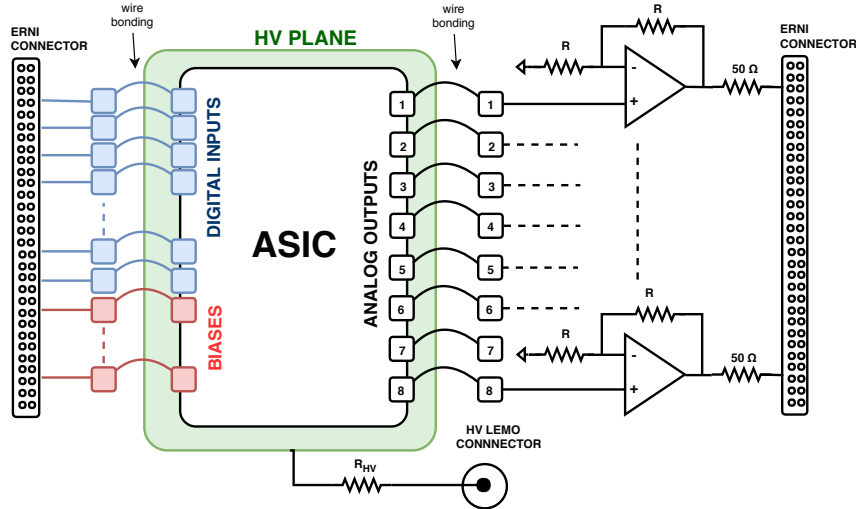 ERNI
CONNECTOR
wire
bonding
HV PLANE
wire
bonding
R
R
-
+
50 Ω
ERNI
CONNECTOR
DIGITAL INPUTS
BIASES
ASIC
ANALOG OUTPUTS
1
2
3
4
5
6
7
8
1
2
3
4
5
6
7
8
R
R
-
+
50 Ω
HV LEMO
CONNNECTOR
RHV